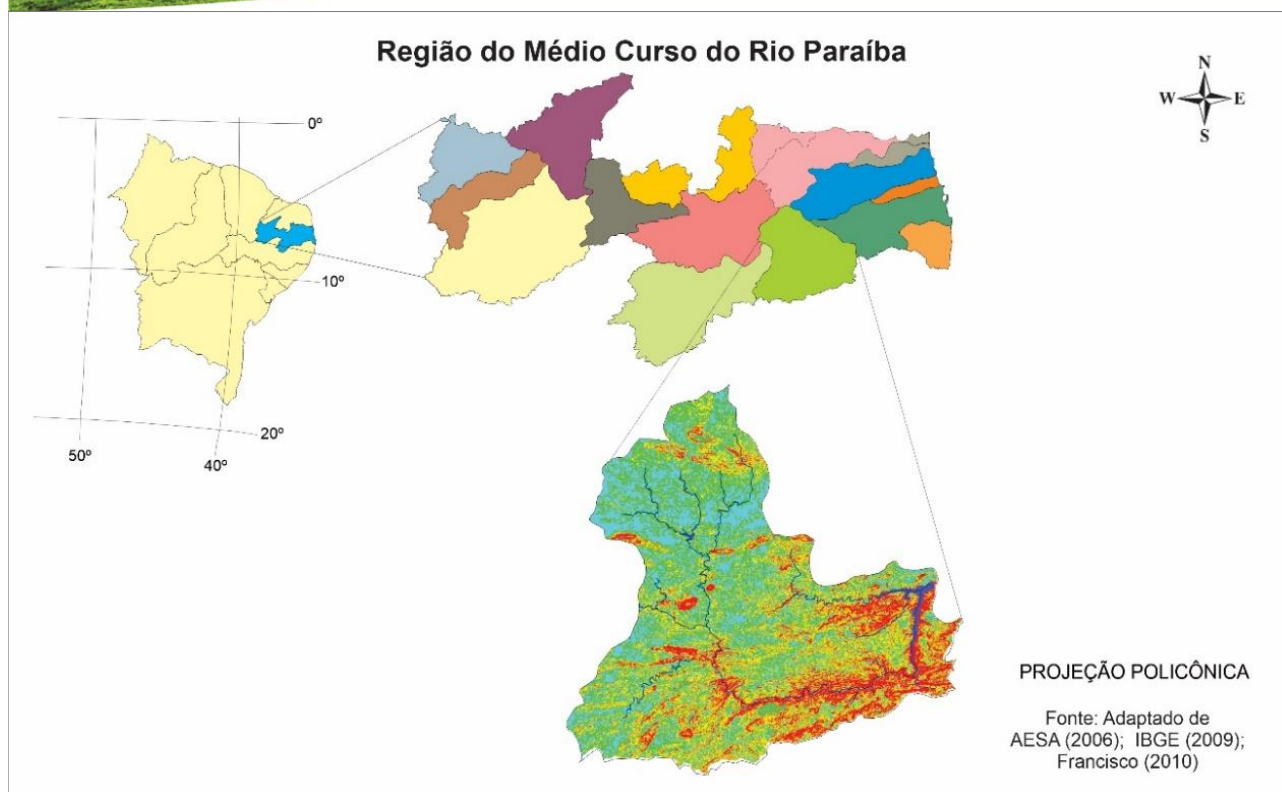 Região do Médio Curso do Rio Paraíba
N
W E
S
0º
10º
20º
50º
40º
PROJEÇÃO POLICÔNICA
Fonte: Adaptado de
AESA (2006); IBGE (2009);
Francisco (2010)